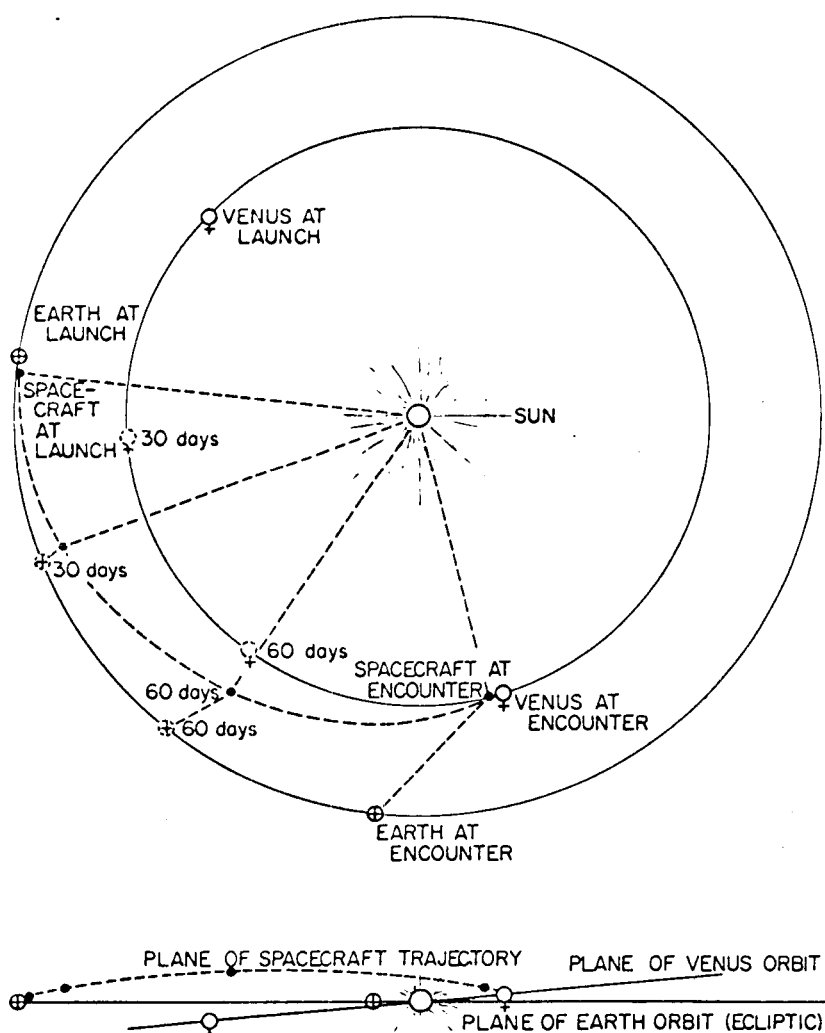 VENUS AT
LAUNCH
EARTH AT
LAUNCH
SPACE-
CRAFT
AT
LAUNCH
30 days
SUN
30 days
60 days
SPACECRAFT AT
ENCOUNTER
60 days
VENUS AT
ENCOUNTER
60 days
EARTH AT
ENCOUNTER
PLANE OF SPACECRAFT TRAJECTORY
PLANE OF VENUS ORBIT
PLANE OF EARTH ORBIT (ECLIPTIC)